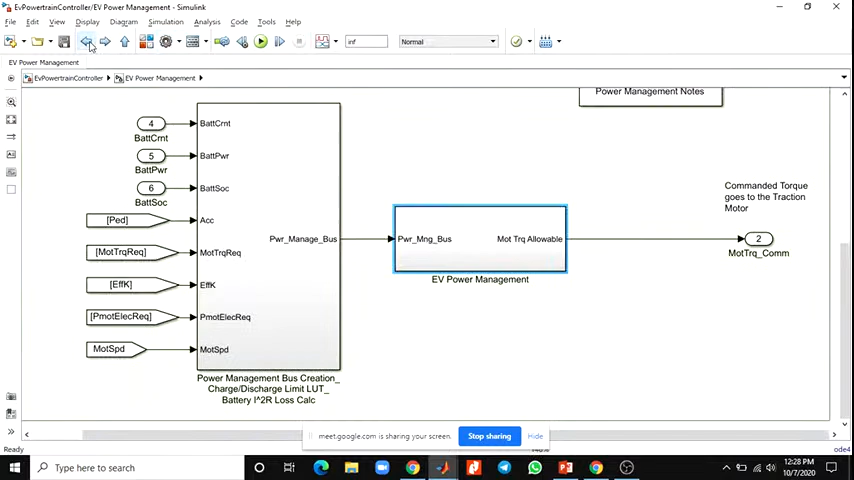 EvPowertrainController/EV Power Management - Simulink
File Edit View Display Diagram Simulation Analysis Code Tools Help
inf
Normal
EV Power Management
EvPowertrainController EV Power Management
Power Management Notes
4
BattCrnt
BattCrnt
5
BattPwr
BattPwr
6
BattSoc
BattSoc
[Ped]
Acc
[MotTrqReq]
MotTrqReq
[EffK]
EffK
[PmotElecReq]
PmotElecReq
MotSpd
MotSpd
Pwr_Manage_Bus
Power Management Bus Creation_
Charge/Discharge Limit LUT_
Battery I^2R Loss Calc
Pwr_Mng_Bus
Mot Trq Allowable
EV Power Management
Commanded Torque
goes to the Traction
Motor
2
MotTrq_Comm
meet.google.com is sharing your screen.
Stop sharing
Hide
Ready
ode4
Type here to search
12:28 PM
10/7/2020